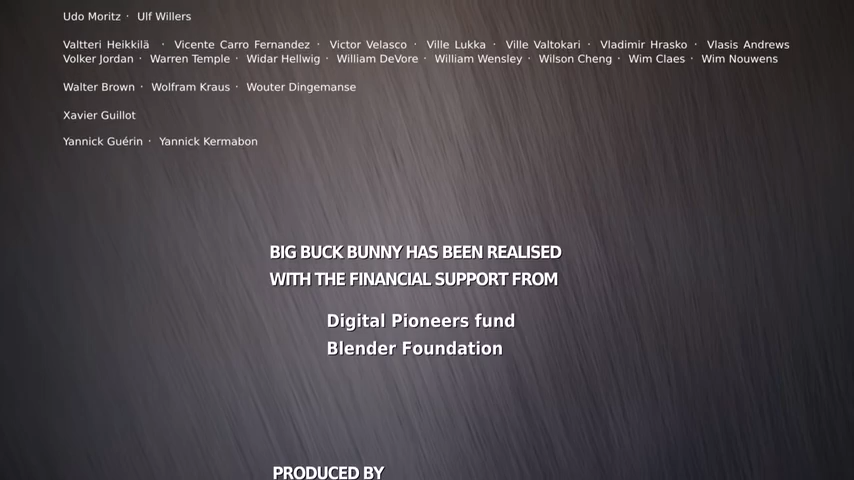 Udo Moritz · Ulf Willers
Valtteri Heikkilä · Vicente Carro Fernandez · Victor Velasco · Ville Lukka · Ville Valtokari · Vladimir Hrasko · Vlasis Andrews
Volker Jordan · Warren Temple · Widar Hellwig · William DeVore · William Wensley · Wilson Cheng · Wim Claes · Wim Nouwens
Walter Brown · Wolfram Kraus · Wouter Dingemanse
Xavier Guillot
Yannick Guérin · Yannick Kermabon
BIG BUCK BUNNY HAS BEEN REALISED
WITH THE FINANCIAL SUPPORT FROM
Digital Pioneers fund
Blender Foundation
PRODUCED BY